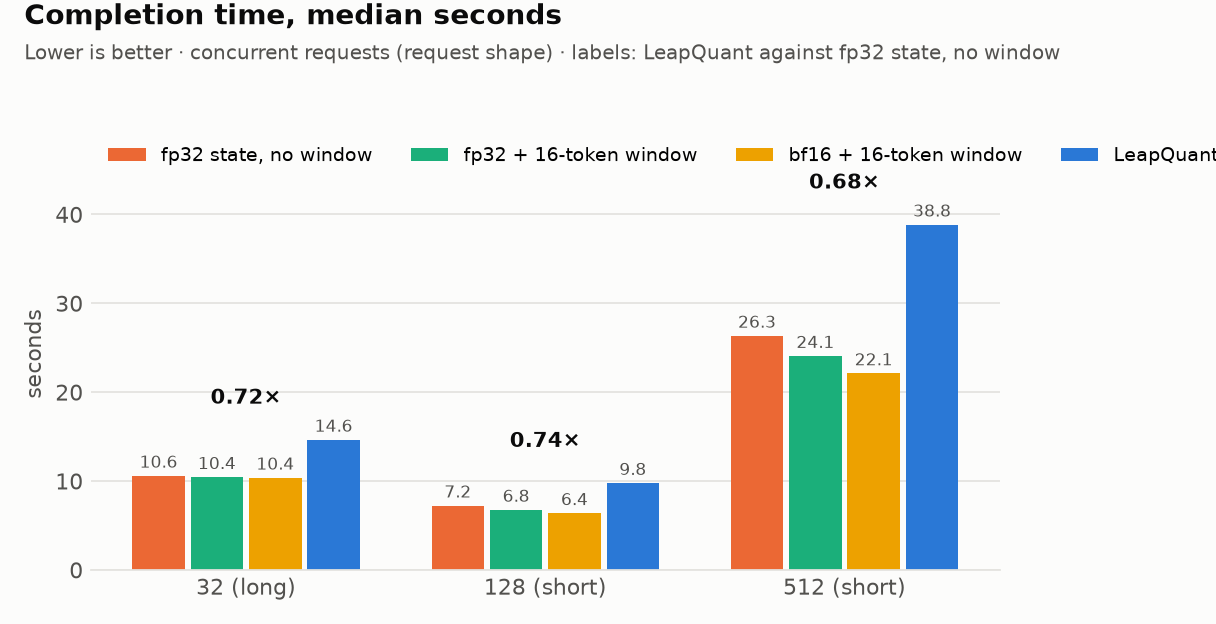 Completion time, median seconds
Lower is better · concurrent requests (request shape) · labels: LeapQuant against fp32 state, no window
fp32 state, no window fp32 + 16-token window bf16 + 16-token window LeapQuant
0.68×
40
38.8
30
26.3
24.1
22.1
seconds
20
0.72×
14.6
0.74×
10.6 10.4 10.4
9.8
10
7.2 6.8 6.4
0
32 (long) 128 (short) 512 (short)